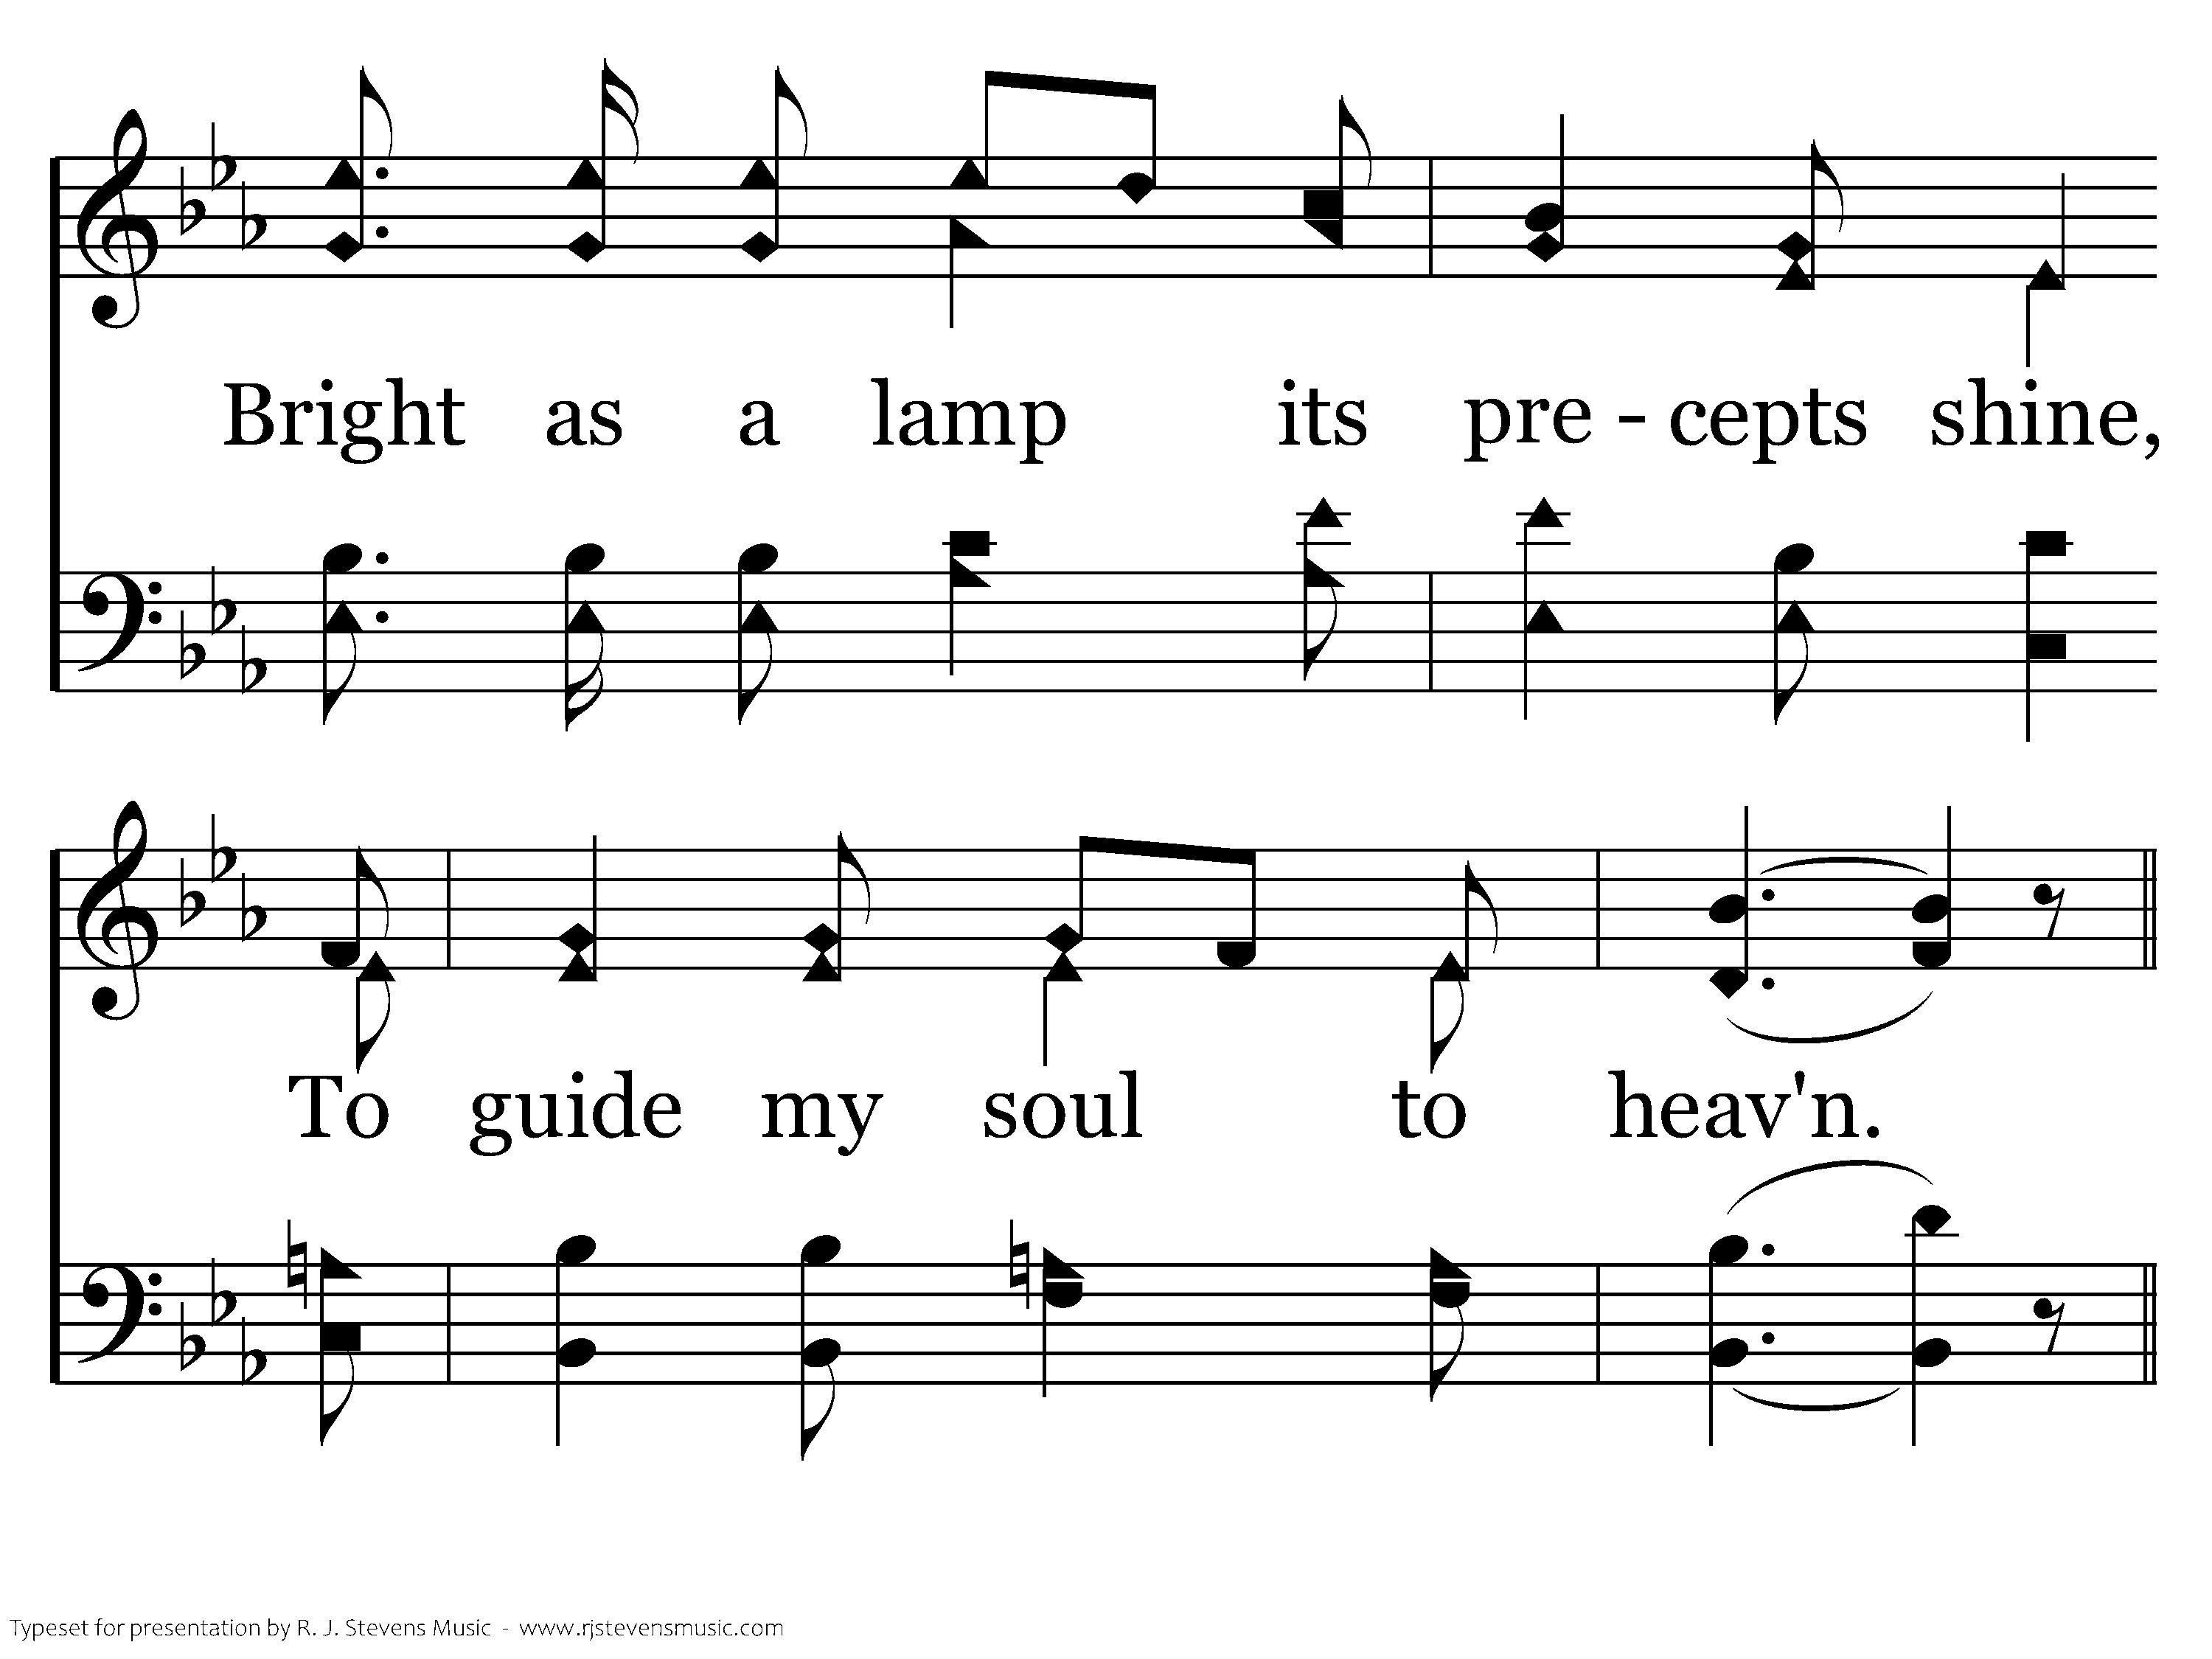 Bright as a lamp its pre - cepts shine,
To guide my soul to heav'n.
Typeset for presentation by R. J. Stevens Music - www.rjstevensmusic.com